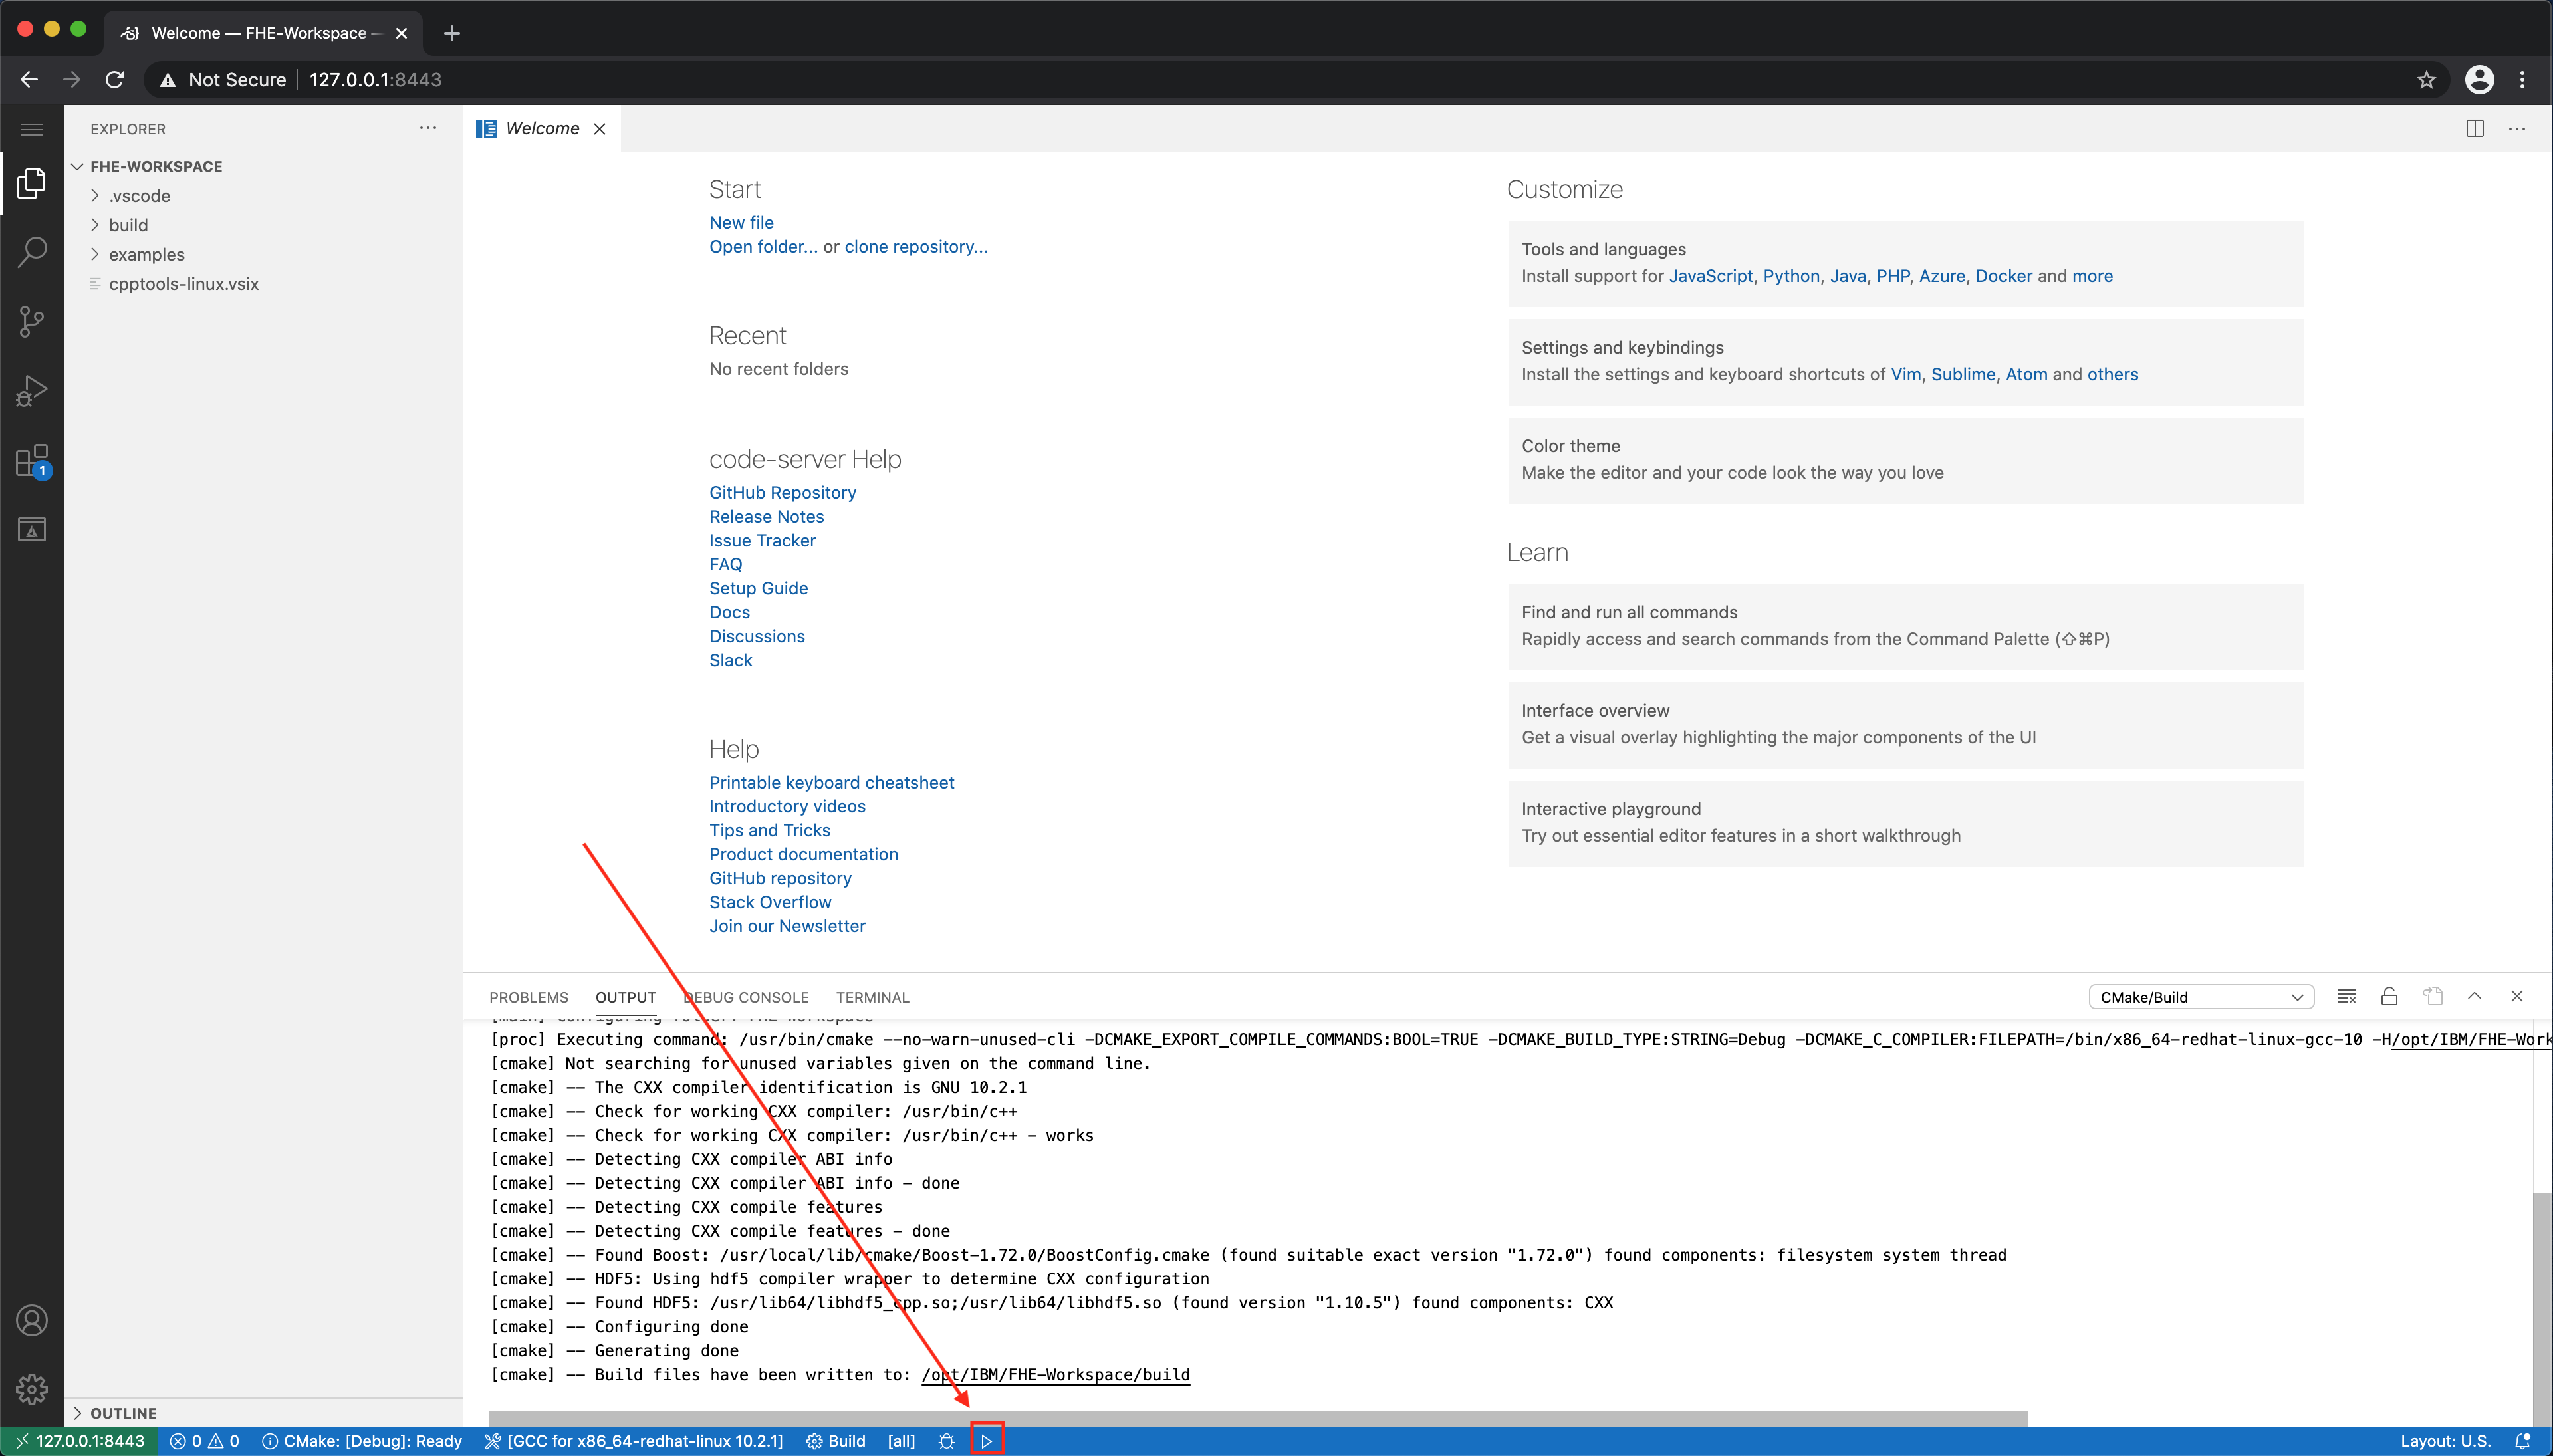 Welcome — FHE-Workspace —
Not Secure | 127.0.0.1:8443
EXPLORER
FHE-WORKSPACE
.vscode
build
examples
cpptools-linux.vsix
1
OUTLINE
Welcome
Start
New file
Open folder... or clone repository...
Recent
No recent folders
code-server Help
GitHub Repository
Release Notes
Issue Tracker
FAQ
Setup Guide
Docs
Discussions
Slack
Help
Printable keyboard cheatsheet
Introductory videos
Tips and Tricks
Product documentation
GitHub repository
Stack Overflow
Join our Newsletter
Customize
Tools and languages
Install support for JavaScript, Python, Java, PHP, Azure, Docker and more
Settings and keybindings
Install the settings and keyboard shortcuts of Vim, Sublime, Atom and others
Color theme
Make the editor and your code look the way you love
Learn
Find and run all commands
Rapidly access and search commands from the Command Palette (⇧⌘P)
Interface overview
Get a visual overlay highlighting the major components of the UI
Interactive playground
Try out essential editor features in a short walkthrough
PROBLEMS OUTPUT DEBUG CONSOLE TERMINAL CMake/Build
[main] Configuring folder: FHE-Workspace
[proc] Executing command: /usr/bin/cmake --no-warn-unused-cli -DCMAKE_EXPORT_COMPILE_COMMANDS:BOOL=TRUE -DCMAKE_BUILD_TYPE:STRING=Debug -DCMAKE_C_COMPILER:FILEPATH=/bin/x86_64-redhat-linux-gcc-10 -H/opt/IBM/FHE-Work
[cmake] Not searching for unused variables given on the command line.
[cmake] -- The CXX compiler identification is GNU 10.2.1
[cmake] -- Check for working CXX compiler: /usr/bin/c++
[cmake] -- Check for working CXX compiler: /usr/bin/c++ - works
[cmake] -- Detecting CXX compiler ABI info
[cmake] -- Detecting CXX compiler ABI info - done
[cmake] -- Detecting CXX compile features
[cmake] -- Detecting CXX compile features - done
[cmake] -- Found Boost: /usr/local/lib/cmake/Boost-1.72.0/BoostConfig.cmake (found suitable exact version "1.72.0") found components: filesystem system thread
[cmake] -- HDF5: Using hdf5 compiler wrapper to determine CXX configuration
[cmake] -- Found HDF5: /usr/lib64/libhdf5_cpp.so;/usr/lib64/libhdf5.so (found version "1.10.5") found components: CXX
[cmake] -- Configuring done
[cmake] -- Generating done
[cmake] -- Build files have been written to: /opt/IBM/FHE-Workspace/build
127.0.0.1:8443 0 0 CMake: [Debug]: Ready [GCC for x86_64-redhat-linux 10.2.1] Build [all] Layout: U.S.